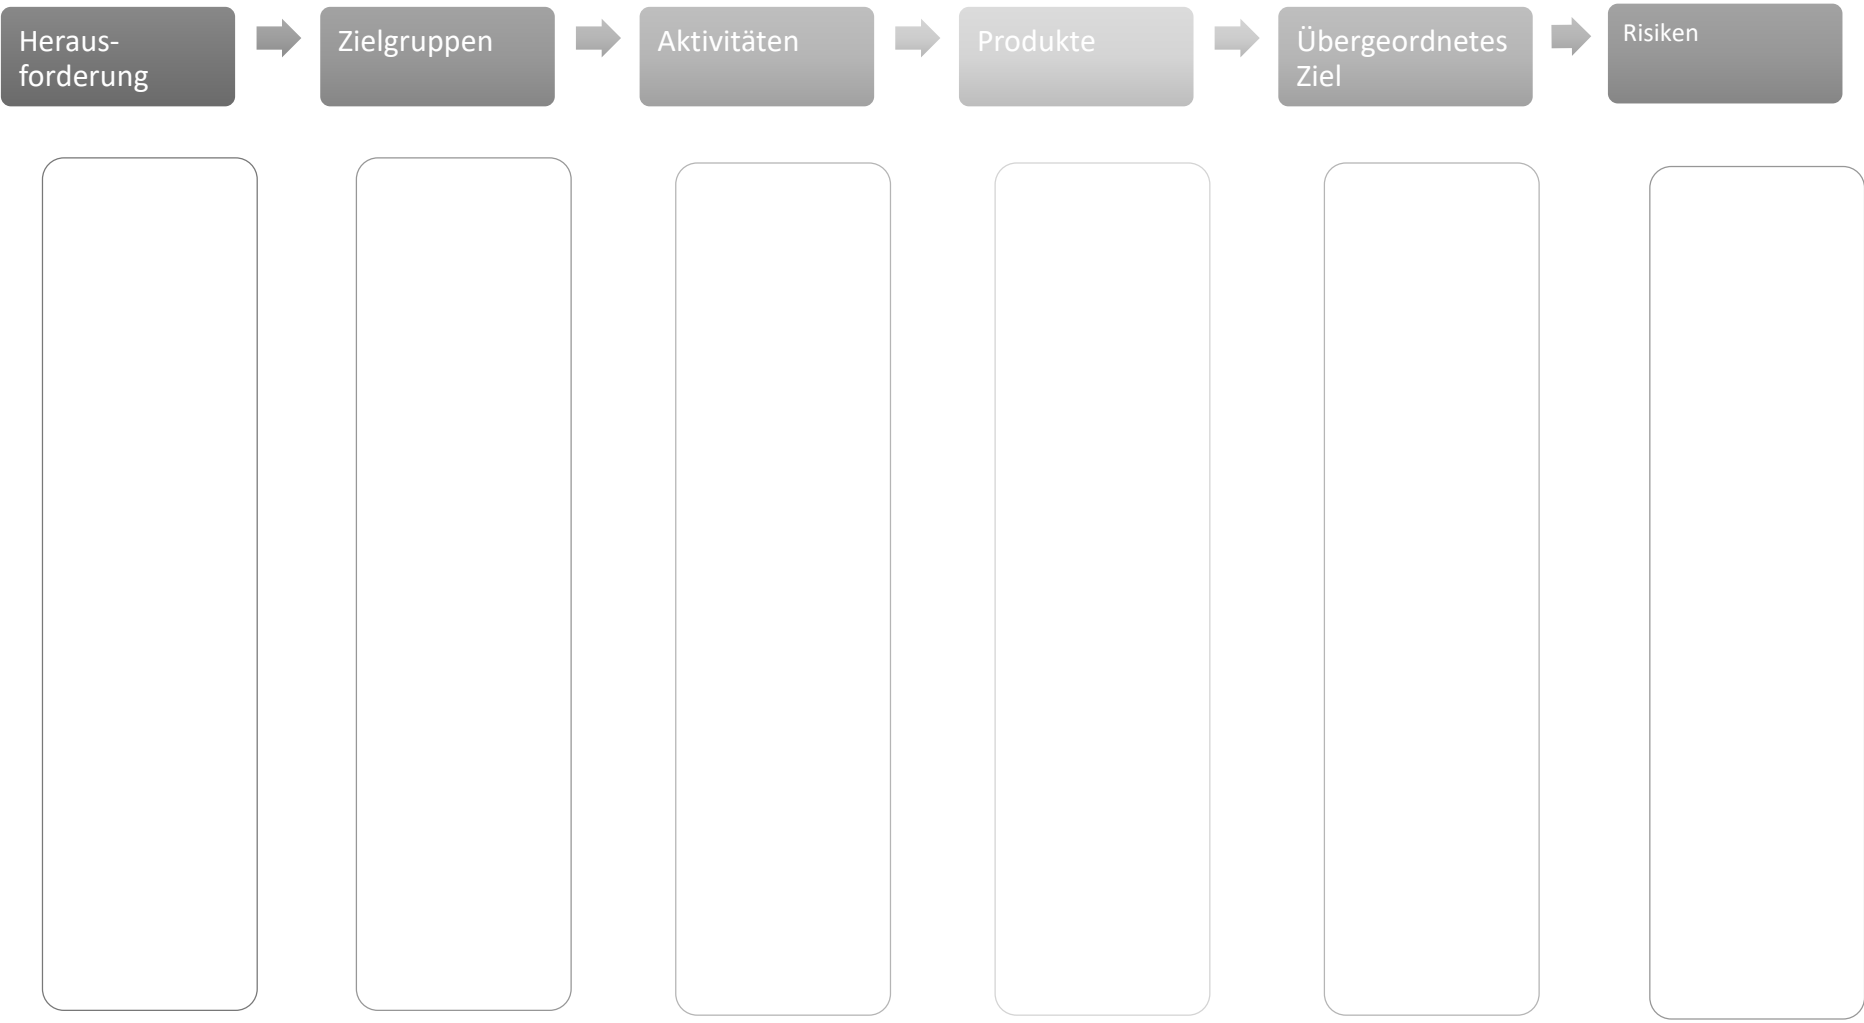 Heraus-
forderung
Zielgruppen
Aktivitäten
Produkte
Übergeordnetes
Ziel
Risiken